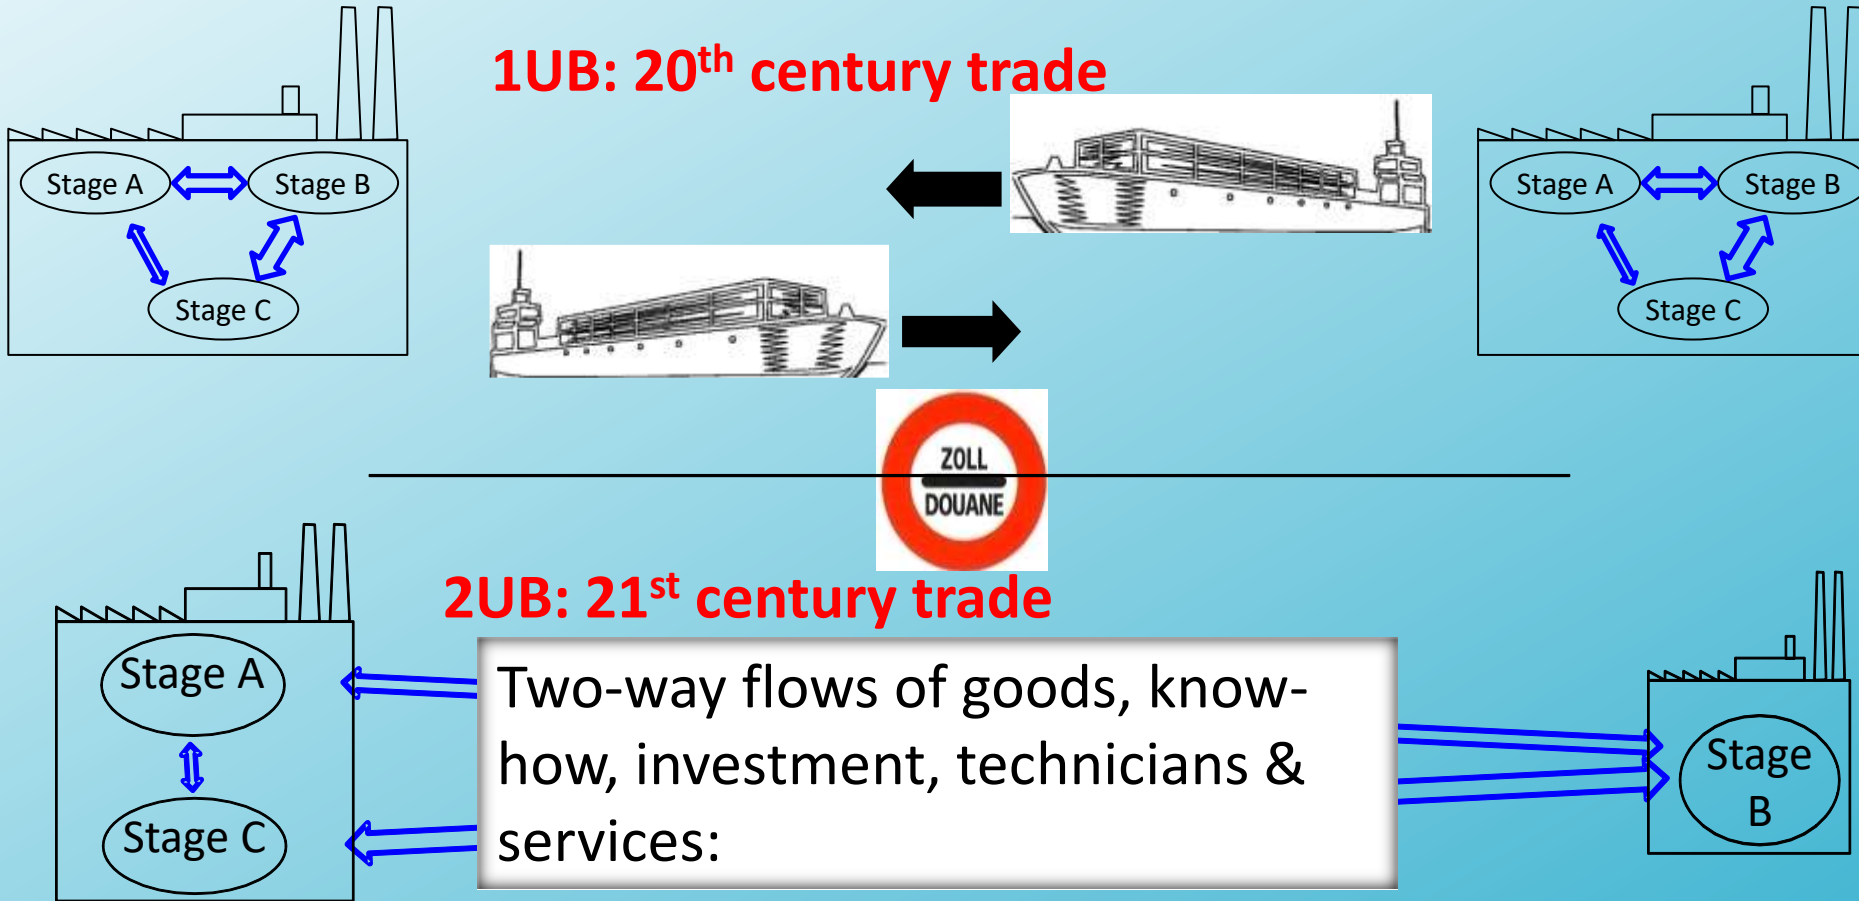 1UB: 20th century trade
Stage A
Stage B
Stage C
Stage A
Stage B
Stage C
ZOLL
DOUANE
2UB: 21st century trade
Stage A
Stage C
Two-way flows of goods, know-
how, investment, technicians &
services:
Stage
B